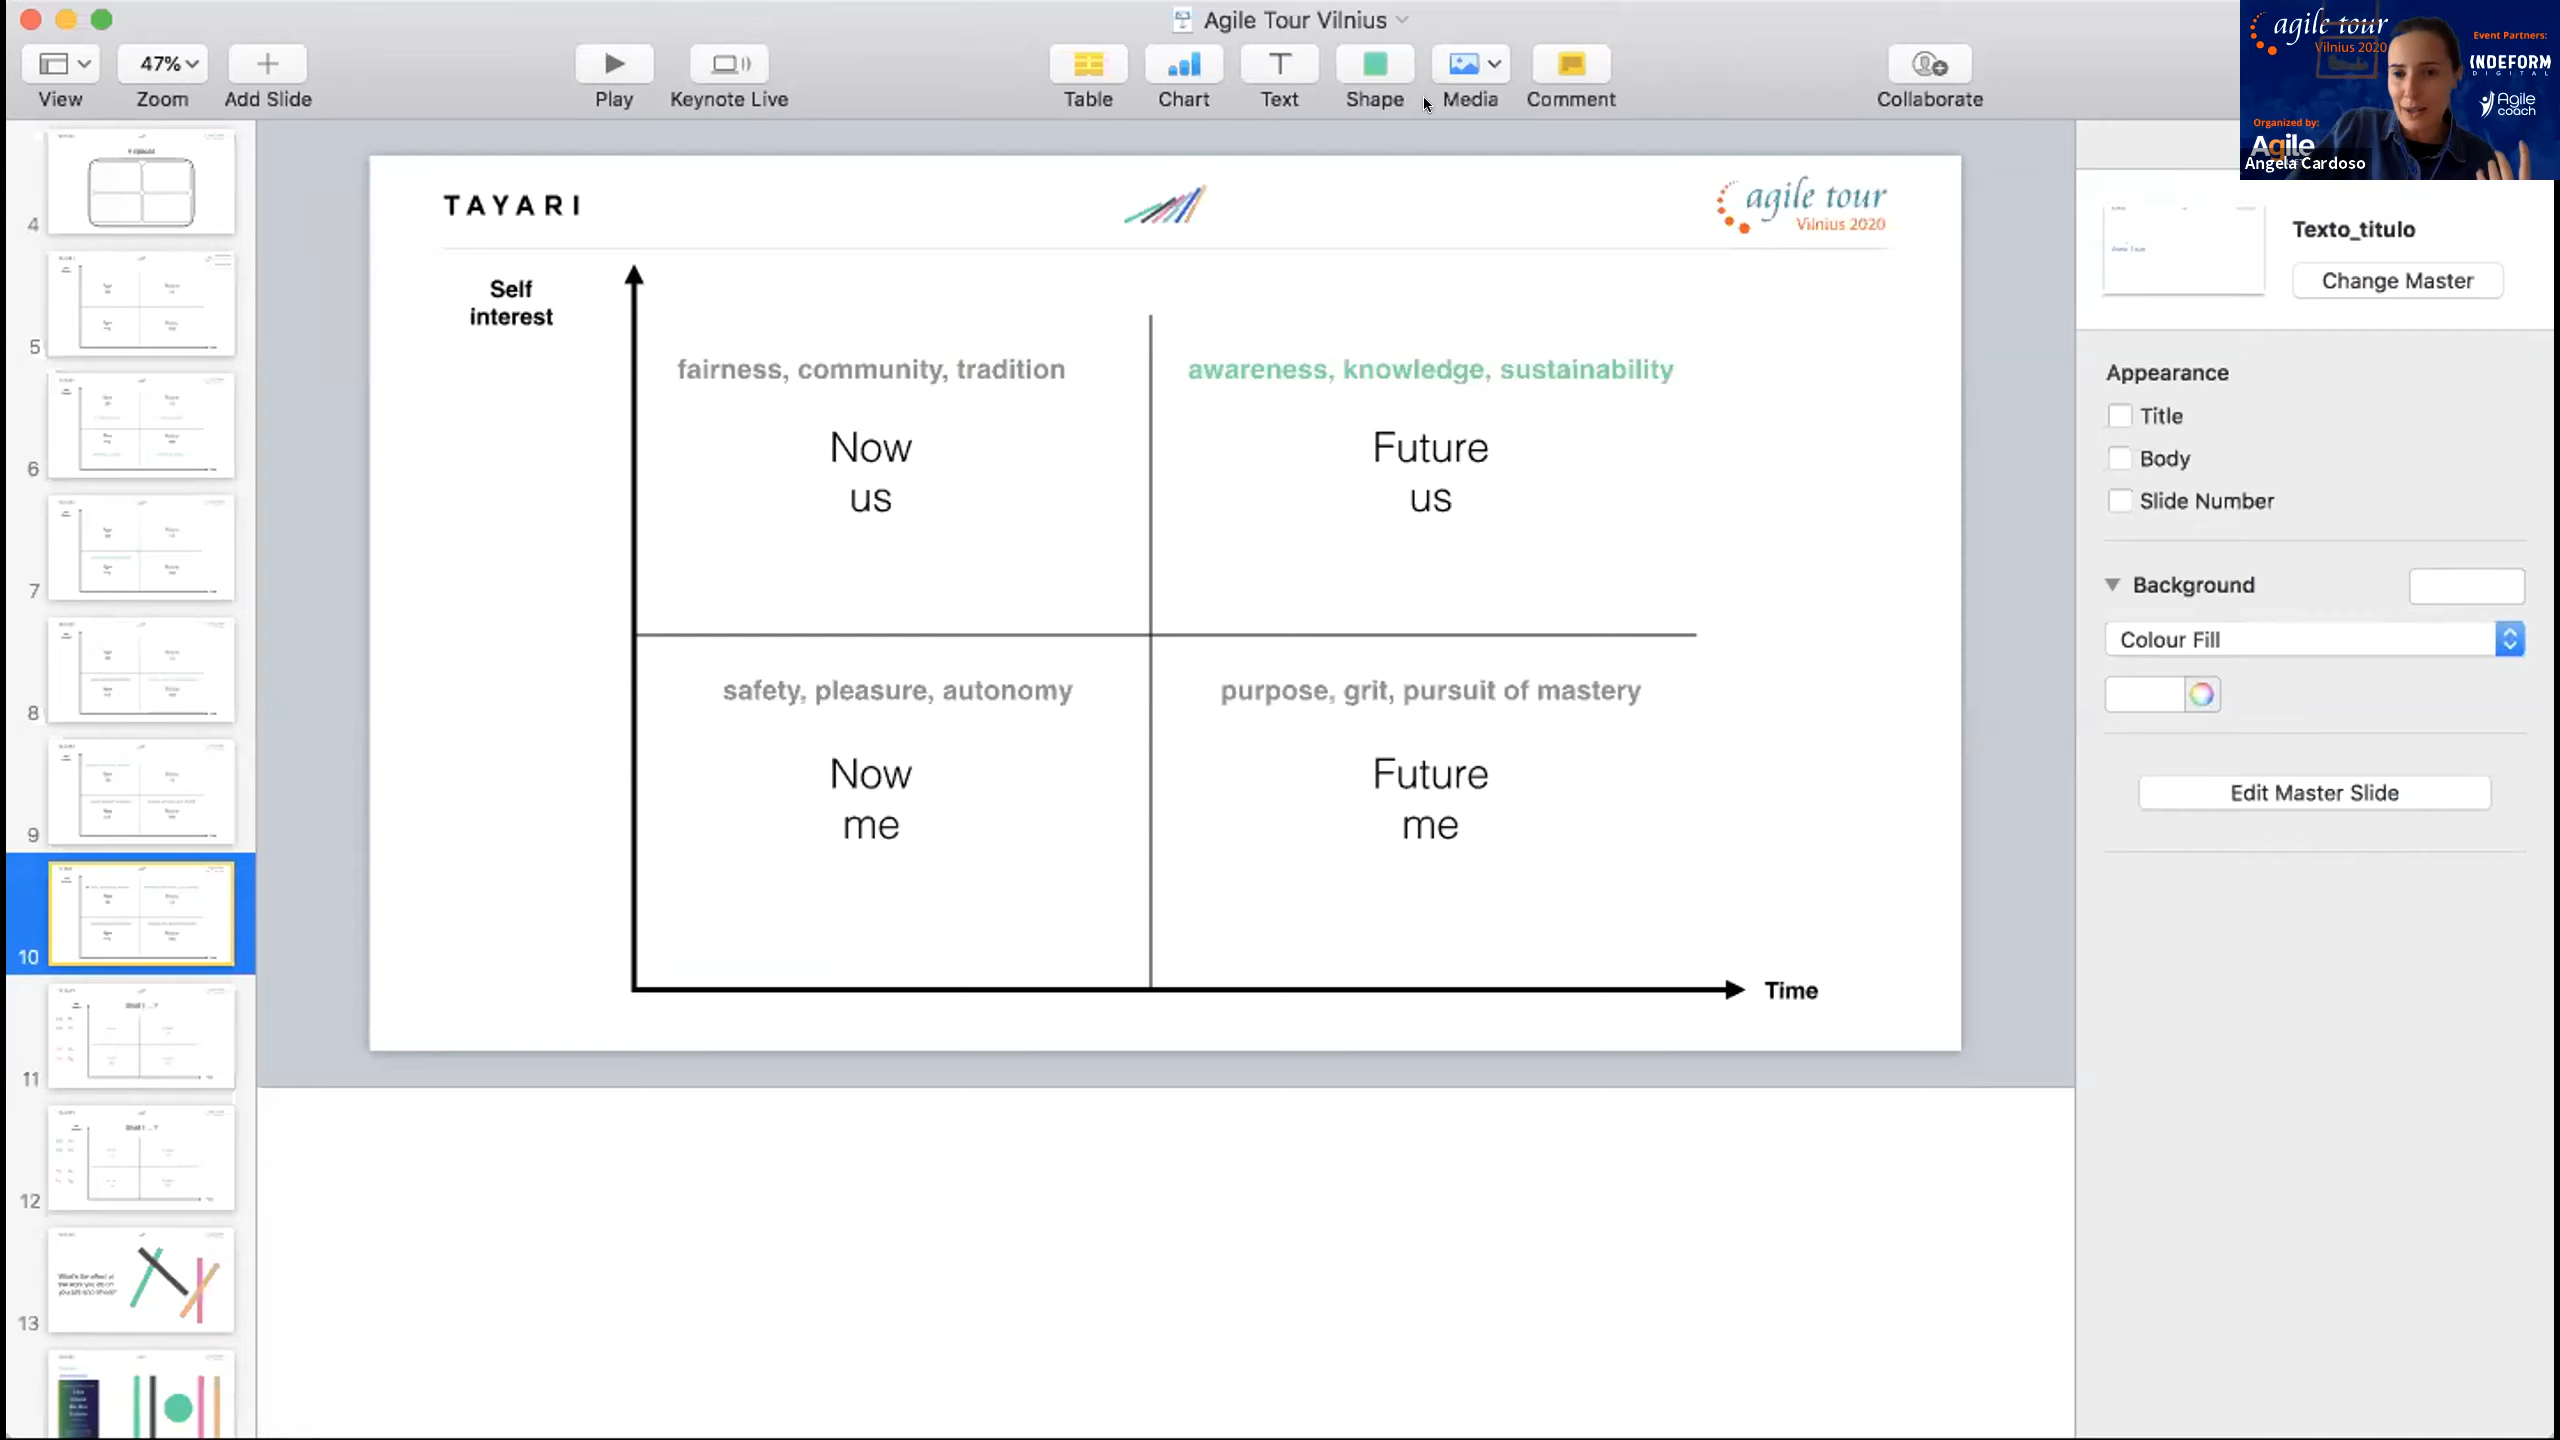 Agile Tour Vilnius
47%
View
Zoom
Add Slide
Play
Keynote Live
Table
Chart
Text
Shape
Media
Comment
Collaborate
agile tour
Vilnius 2020
Event Partners:
INDEFORM
DIGITAL
Agile
coach
Organized by:
Agile
Angela Cardoso
4
5
6
7
8
9
10
11
12
13
TAYARI
agile tour
Vilnius 2020
Self
interest
fairness, community, tradition
awareness, knowledge, sustainability
Now
us
Future
us
safety, pleasure, autonomy
purpose, grit, pursuit of mastery
Now
me
Future
me
Time
Texto_titulo
Change Master
Appearance
Title
Body
Slide Number
Background
Colour Fill
Edit Master Slide